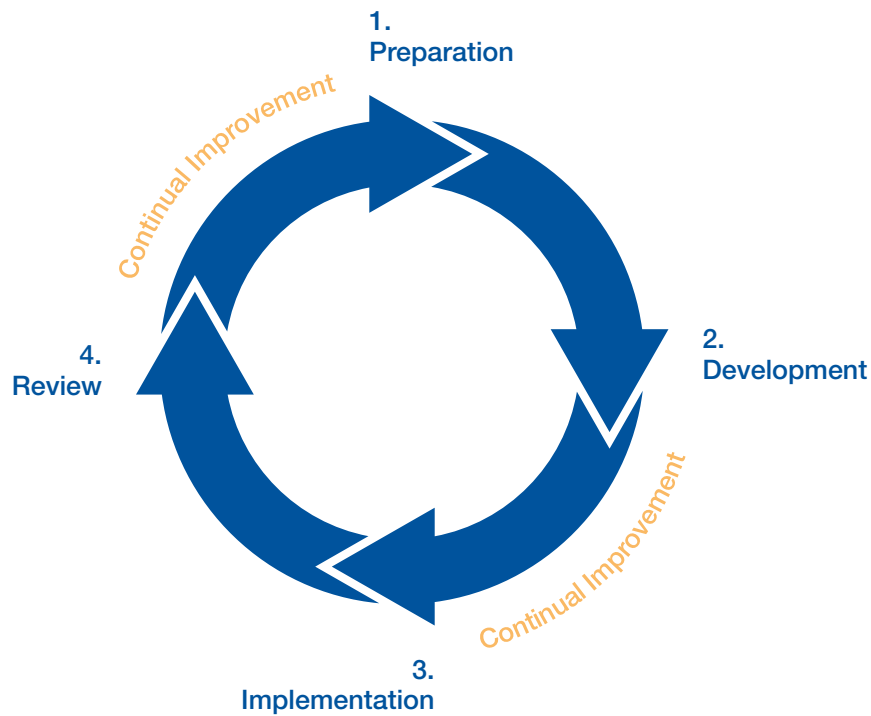 1.
Preparation
Continual Improvement
2.
Development
4.
Review
Continual Improvement
3.
Implementation